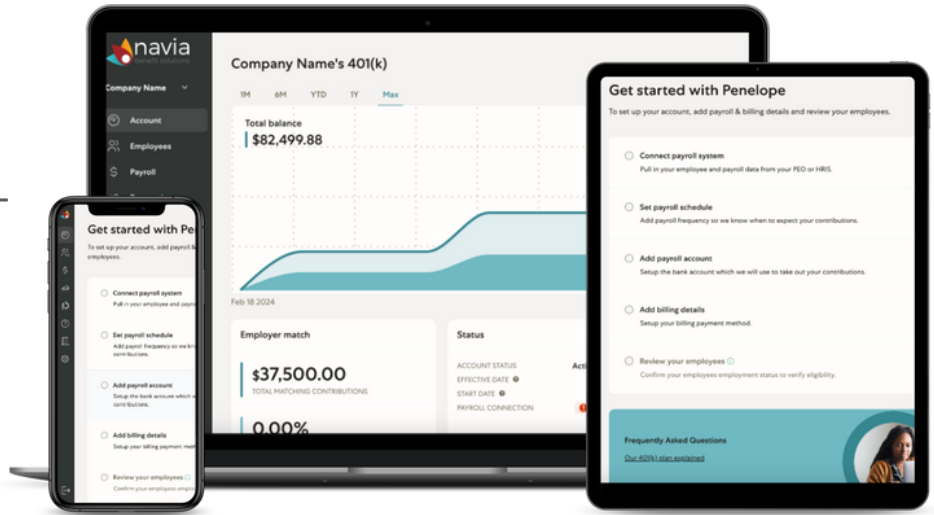 navia
benefit solutions
Company Name
Account
Employees
Payroll
Company Name's 401(k)
1M 6M YTD 1Y Max
Total balance
$82,499.88
Feb 18 2024
Employer match
$37,500.00
TOTAL MATCHING CONTRIBUTIONS
0.00%
Status
ACCOUNT STATUS
EFFECTIVE DATE
START DATE
PAYROLL CONNECTION
Get started with Pe
To set up your account, add payroll &
employees.
Connect payroll system
Pull in your employee and
Set payroll schedule
Add payroll frequency so we
contributions.
Add payroll account
Setup the bank account which
contributions.
Add billing details
Setup your billing payment
Review your employees
Confirm your employees
Get started with Penelope
To set up your account, add payroll & billing details and review your employees.
Connect payroll system
Pull in your employee and payroll data from your PEO or HRIS.
Set payroll schedule
Add payroll frequency so we know when to expect your contributions.
Add payroll account
Setup the bank account which we will use to take out your contributions.
Add billing details
Setup your billing payment method.
Review your employees
Confirm your employees employment status to verify eligibility.
Frequently Asked Questions
Our 401(k) plan explained